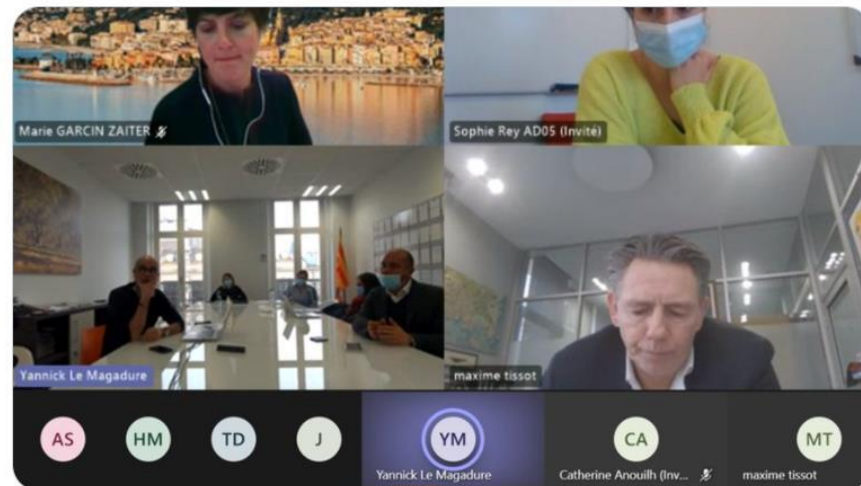 Marie GARCIN ZAITER
Sophie Rey AD05 (Invité)
Yannick Le Magadure
maxime tissot
AS
HM
TD
J
YM
CA
MT
Yannick Le Magadure
Catherine Anouilh (Inv...
maxime tissot